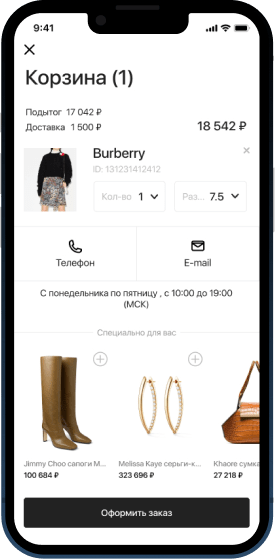 9:41
Корзина (1)
Подытог 17 042 ₽
Доставка 1 500 ₽
18 542 ₽
Burberry
ID: 131231412412
Кол-во 1
Раз... 7.5
Телефон
E-mail
С понедельника по пятницу , с 10:00 до 19:00
(МСК)
Специально для вас
Jimmy Choo сапоги M...
Melissa Kaye серьги-к...
Khaore сумка
100 684 ₽
323 696 ₽
27 218 ₽
Оформить заказ